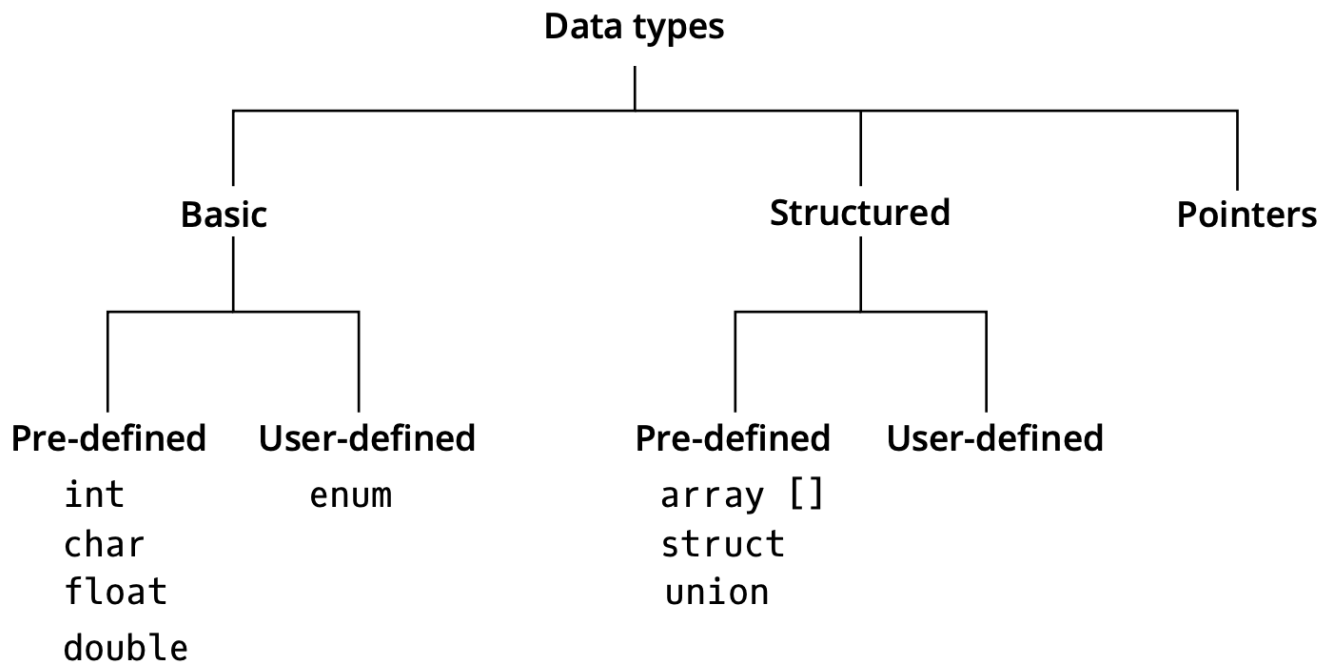 Data types
Basic
Structured
Pointers
Pre-defined
User-defined
Pre-defined
User-defined
int
enum
array []
char
struct
float
union
double